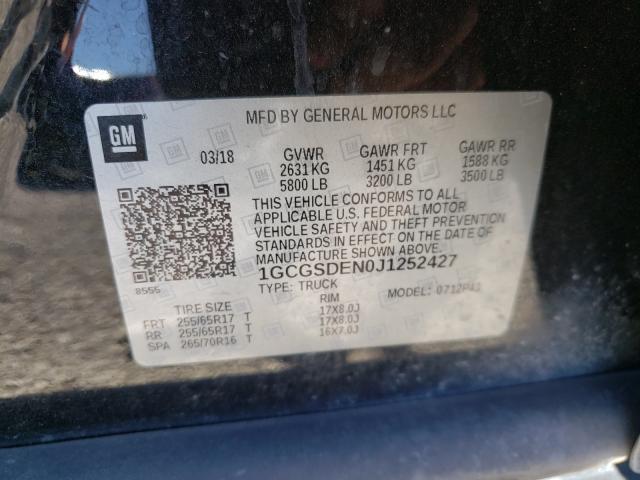 MFD BY GENERAL MOTORS LLC
GM
03/18 GVWR GAWR FRT GAWR RR
2631 KG 1451 KG 1588 KG
5800 LB 3200 LB 3500 LB
THIS VEHICLE CONFORMS TO ALL
APPLICABLE U.S. FEDERAL MOTOR
VEHICLE SAFETY AND THEFT PREVENTION
STANDARDS IN EFFECT ON THE DATE OF
MANUFACTURE SHOWN ABOVE.
8555 1GCGSDEN0J1252427
TYPE: TRUCK MODEL: 0712P43
TIRE SIZE RIM
FRT 255/65R17 T 17X8.0J
RR 255/65R17 T 17X8.0J
SPA 265/70R16 T 16X7.0J